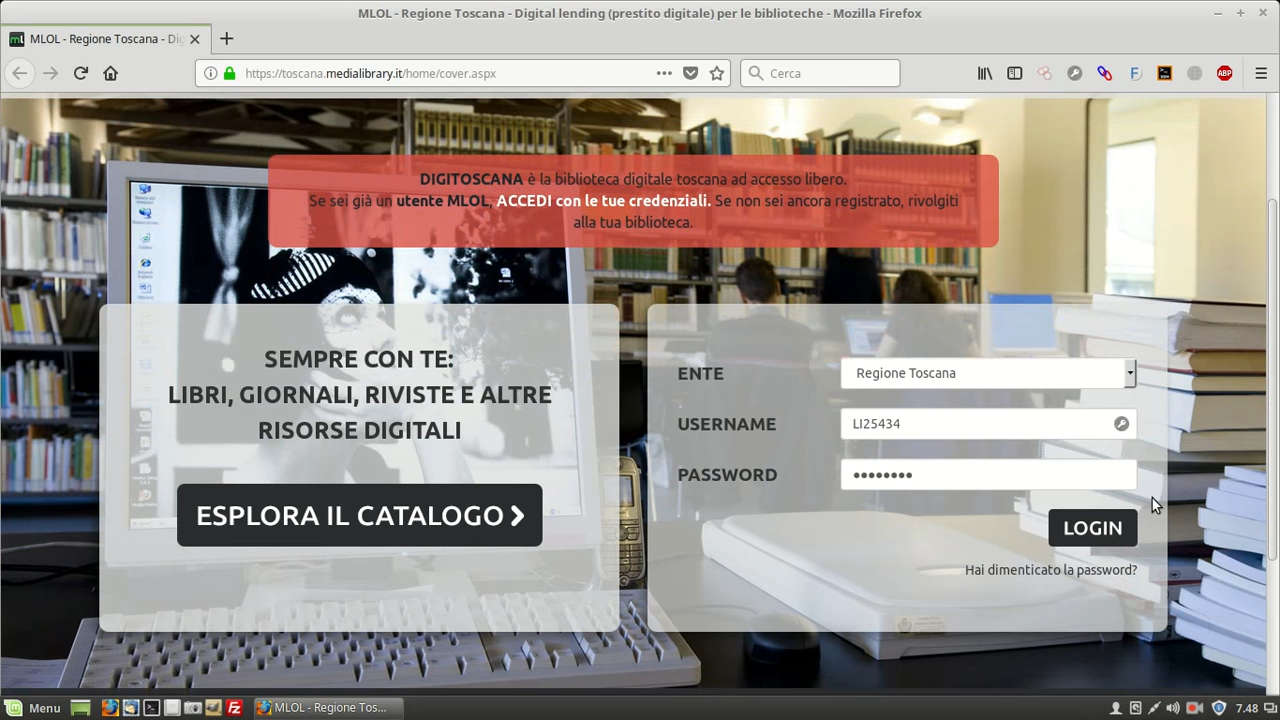 MLOL - Regione Toscana - Digital lending (prestito digitale) per le biblioteche - Mozilla Firefox
MLOL - Regione Toscana - Di
https://toscana.medialibrary.it/home/cover.aspx
Cerca
ABP
DIGITOSCANA è la biblioteca digitale toscana ad accesso libero.
Se sei già un utente MLOL, ACCEDI con le tue credenziali. Se non sei ancora registrato, rivolgiti
alla tua biblioteca.
SEMPRE CON TE:
LIBRI, GIORNALI, RIVISTE E ALTRE
RISORSE DIGITALI
ESPLORA IL CATALOGO
ENTE
Regione Toscana
USERNAME
LI25434
PASSWORD
LOGIN
Hai dimenticato la password?
Menu
MLOL - Regione Tos...
7.48